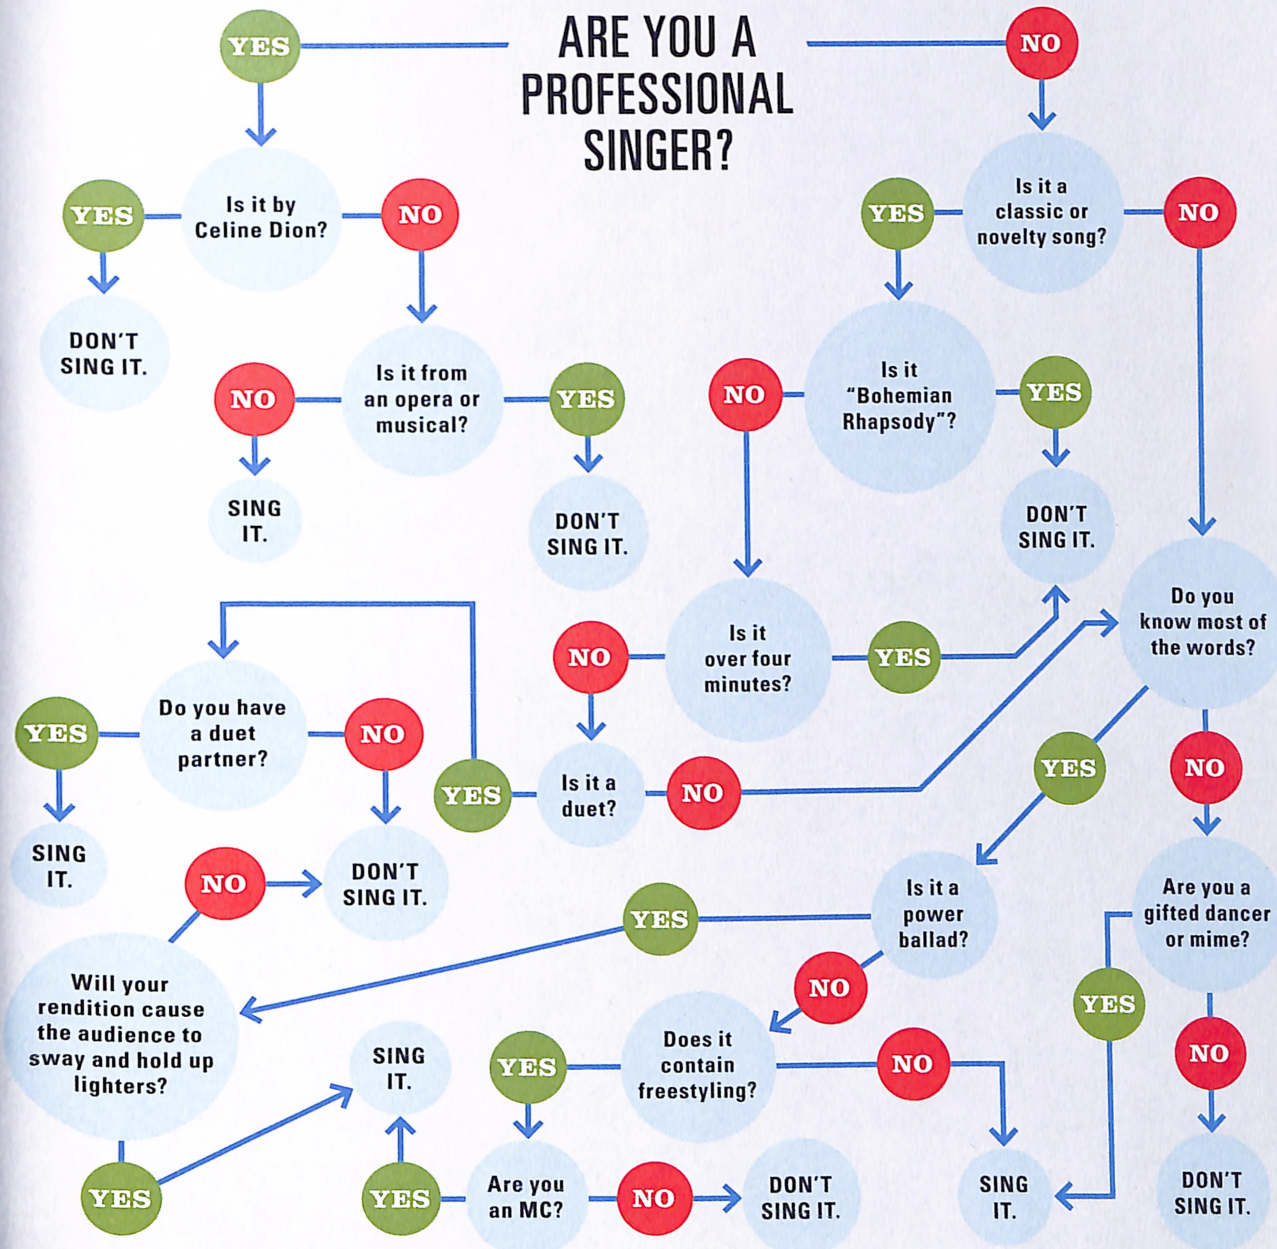 ARE YOU A
PROFESSIONAL
SINGER?
YES
NO
Is it by
Celine Dion?
YES
NO
DON'T
SING IT.
Is it from
an opera or
musical?
NO
YES
SING
IT.
DON'T
SING IT.
Is it a
classic or
novelty song?
YES
NO
Is it
“Bohemian
Rhapsody”?
NO
YES
DON'T
SING IT.
Is it
over four
minutes?
NO
YES
Is it a
duet?
YES
NO
Do you have
a duet
partner?
YES
NO
SING
IT.
DON'T
SING IT.
Do you
know most of
the words?
YES
NO
Is it a
power
ballad?
YES
NO
Are you a
gifted dancer
or mime?
YES
NO
Will your
rendition cause
the audience to
sway and hold up
lighters?
NO
YES
SING
IT.
Does it
contain
freestyling?
YES
NO
Are you
an MC?
YES
NO
DON'T
SING IT.
SING
IT.
DON'T
SING IT.